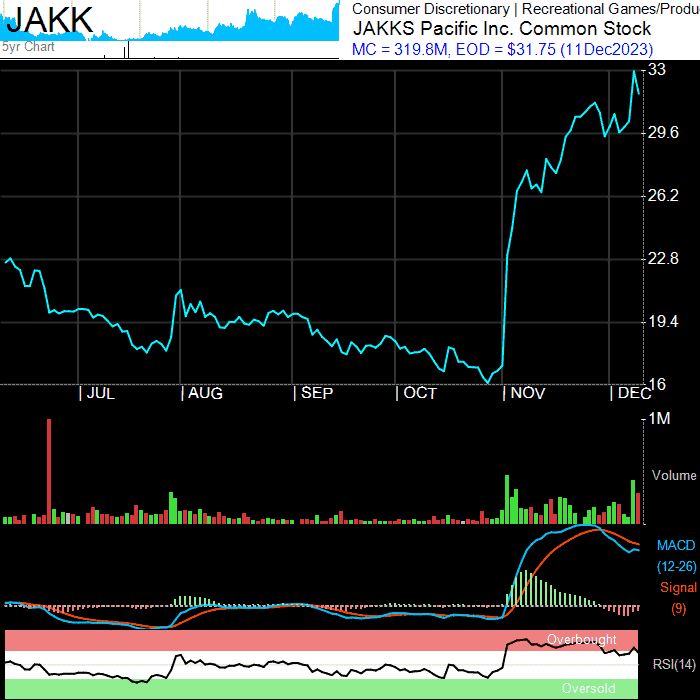 JAKK
5yr Chart
Consumer Discretionary | Recreational Games/Produ
JAKKS Pacific Inc. Common Stock
MC = 319.8M, EOD = $31.75 (11Dec2023)
33
29.6
26.2
22.8
19.4
16
JUL
AUG
SEP
OCT
NOV
DEC
1M
Volume
MACD
(12-26)
Signal
(9)
Overbought
RSI(14)
Oversold